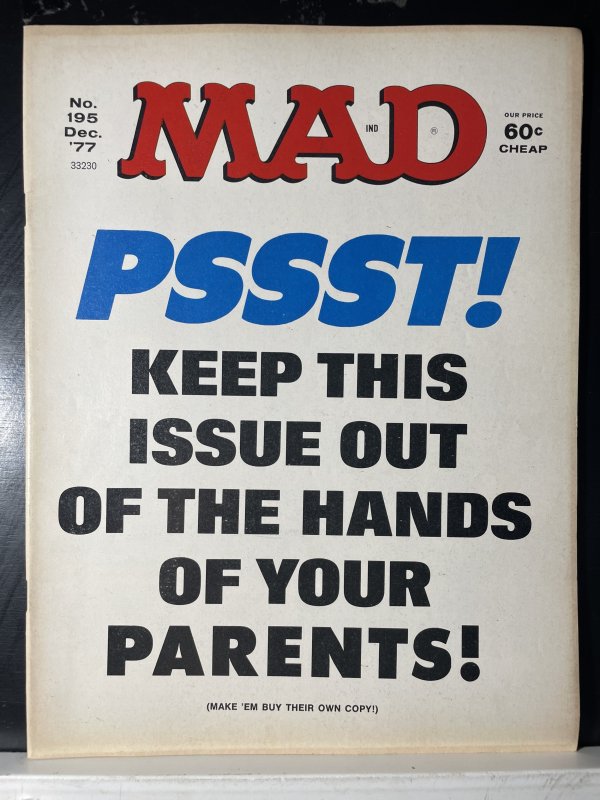 No.
195
Dec.
'77
33230
MAD
IND
®
OUR PRICE
60¢
CHEAP
PSSST!
KEEP THIS
ISSUE OUT
OF THE HANDS
OF YOUR
PARENTS!
(MAKE 'EM BUY THEIR OWN COPY!)